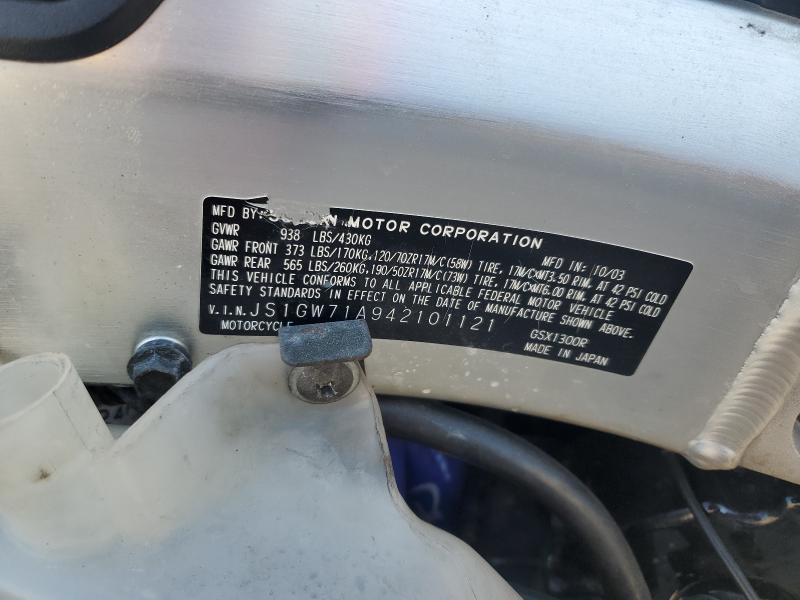 MFD BY MOTOR CORPORATION MFD IN: 10/03
GVWR 938 LBS/430KG
GAWR FRONT 373 LBS/170KG,120/70ZR17M/C(58W) TIRE, 17M/C×MT3.50 RIM, AT 42 PSI COLD
GAWR REAR 565 LBS/260KG,190/50ZR17M/C(73W) TIRE, 17M/C×MT6.00 RIM, AT 42 PSI COLD
THIS VEHICLE CONFORMS TO ALL APPLICABLE FEDERAL MOTOR VEHICLE
SAFETY STANDARDS IN EFFECT ON THE DATE OF MANUFACTURE SHOWN ABOVE.
V.I.N. JS1GW71A942101121 GSX1300R
MOTORCYCLE MADE IN JAPAN